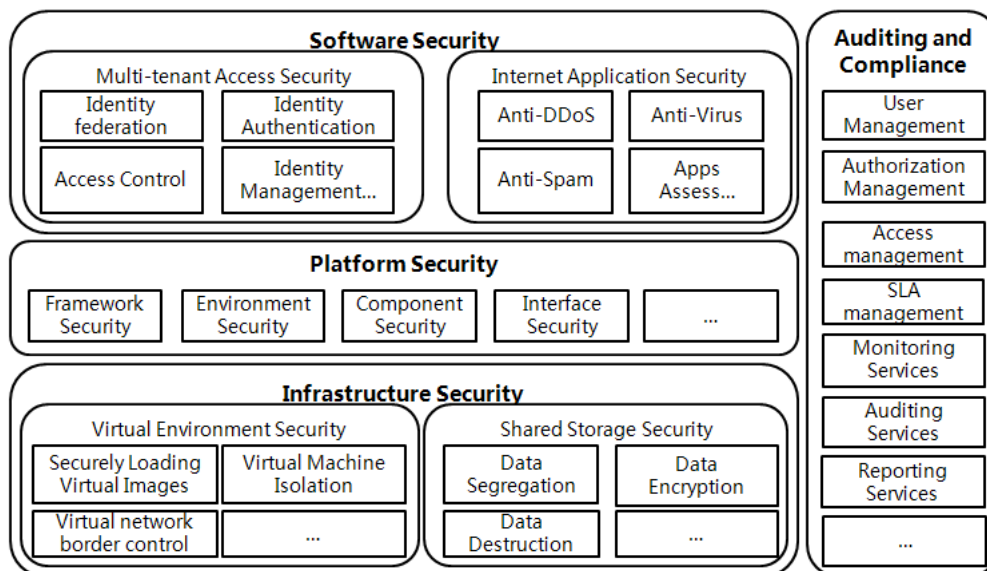 Software Security
Multi-tenant Access Security
Identity
federation
Identity
Authentication
Access Control
Identity
Management...
Internet Application Security
Anti-DDoS
Anti-Virus
Anti-Spam
Apps
Assess...
Platform Security
Framework
Security
Environment
Security
Component
Security
Interface
Security
...
Infrastructure Security
Virtual Environment Security
Securely Loading
Virtual Images
Virtual Machine
Isolation
Virtual network
border control
...
Shared Storage Security
Data
Segregation
Data
Encryption
Data
Destruction
...
Auditing and
Compliance
User
Management
Authorization
Management
Access
management
SLA
management
Monitoring
Services
Auditing
Services
Reporting
Services
...